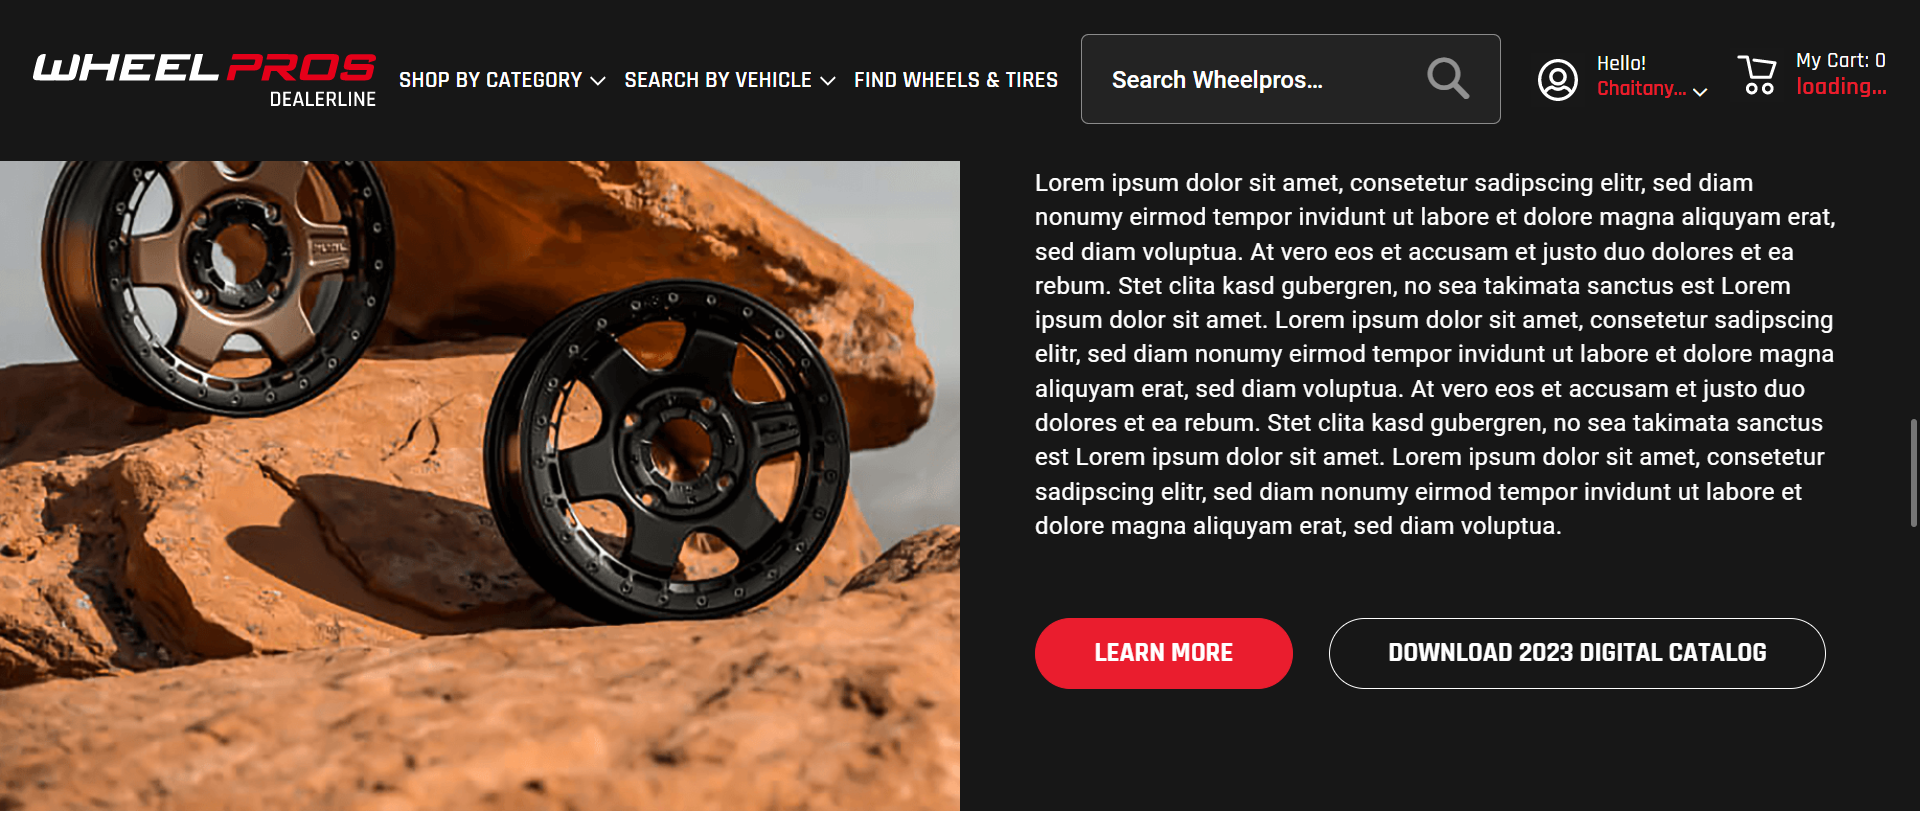 WHEEL PROS
DEALERLINE
SHOP BY CATEGORY
SEARCH BY VEHICLE
FIND WHEELS & TIRES
Search Wheelpros...
Hello!
Chaitany...
My Cart: 0
loading...
Lorem ipsum dolor sit amet, consetetur sadipscing elitr, sed diam
nonumy eirmod tempor invidunt ut labore et dolore magna aliquyam erat,
sed diam voluptua. At vero eos et accusam et justo duo dolores et ea
rebum. Stet clita kasd gubergren, no sea takimata sanctus est Lorem
ipsum dolor sit amet. Lorem ipsum dolor sit amet, consetetur sadipscing
elitr, sed diam nonumy eirmod tempor invidunt ut labore et dolore magna
aliquyam erat, sed diam voluptua. At vero eos et accusam et justo duo
dolores et ea rebum. Stet clita kasd gubergren, no sea takimata sanctus
est Lorem ipsum dolor sit amet. Lorem ipsum dolor sit amet, consetetur
sadipscing elitr, sed diam nonumy eirmod tempor invidunt ut labore et
dolore magna aliquyam erat, sed diam voluptua.
LEARN MORE
DOWNLOAD 2023 DIGITAL CATALOG